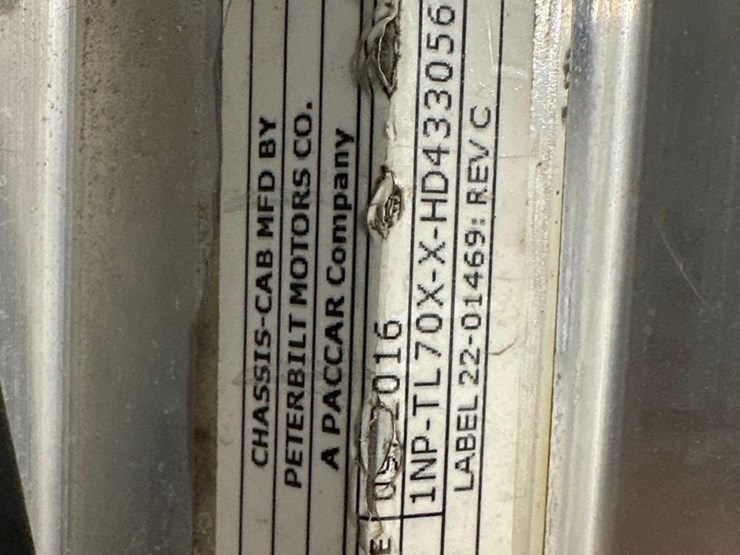 CHASSIS-CAB MFD BY
PETERBILT MOTORS CO.
A PACCAR Company
2016
1NP-TL70X-X-HD433056
LABEL 22-01469: REV C